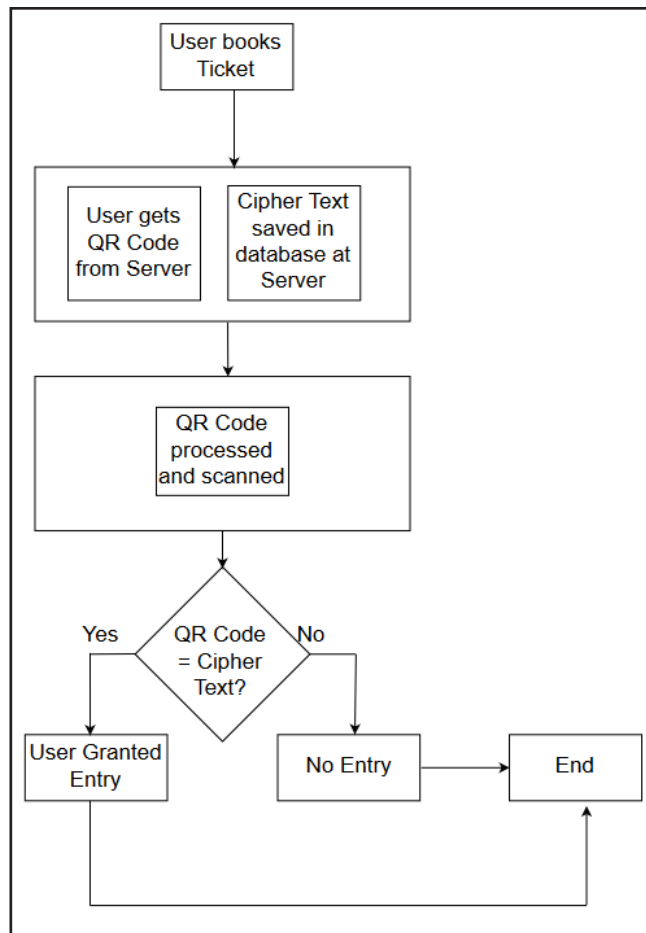 User books
Ticket
User gets
QR Code
from Server
Cipher Text
saved in
database at
Server
QR Code
processed
and scanned
Yes
QR Code
= Cipher
Text?
No
User Granted
Entry
No Entry
End